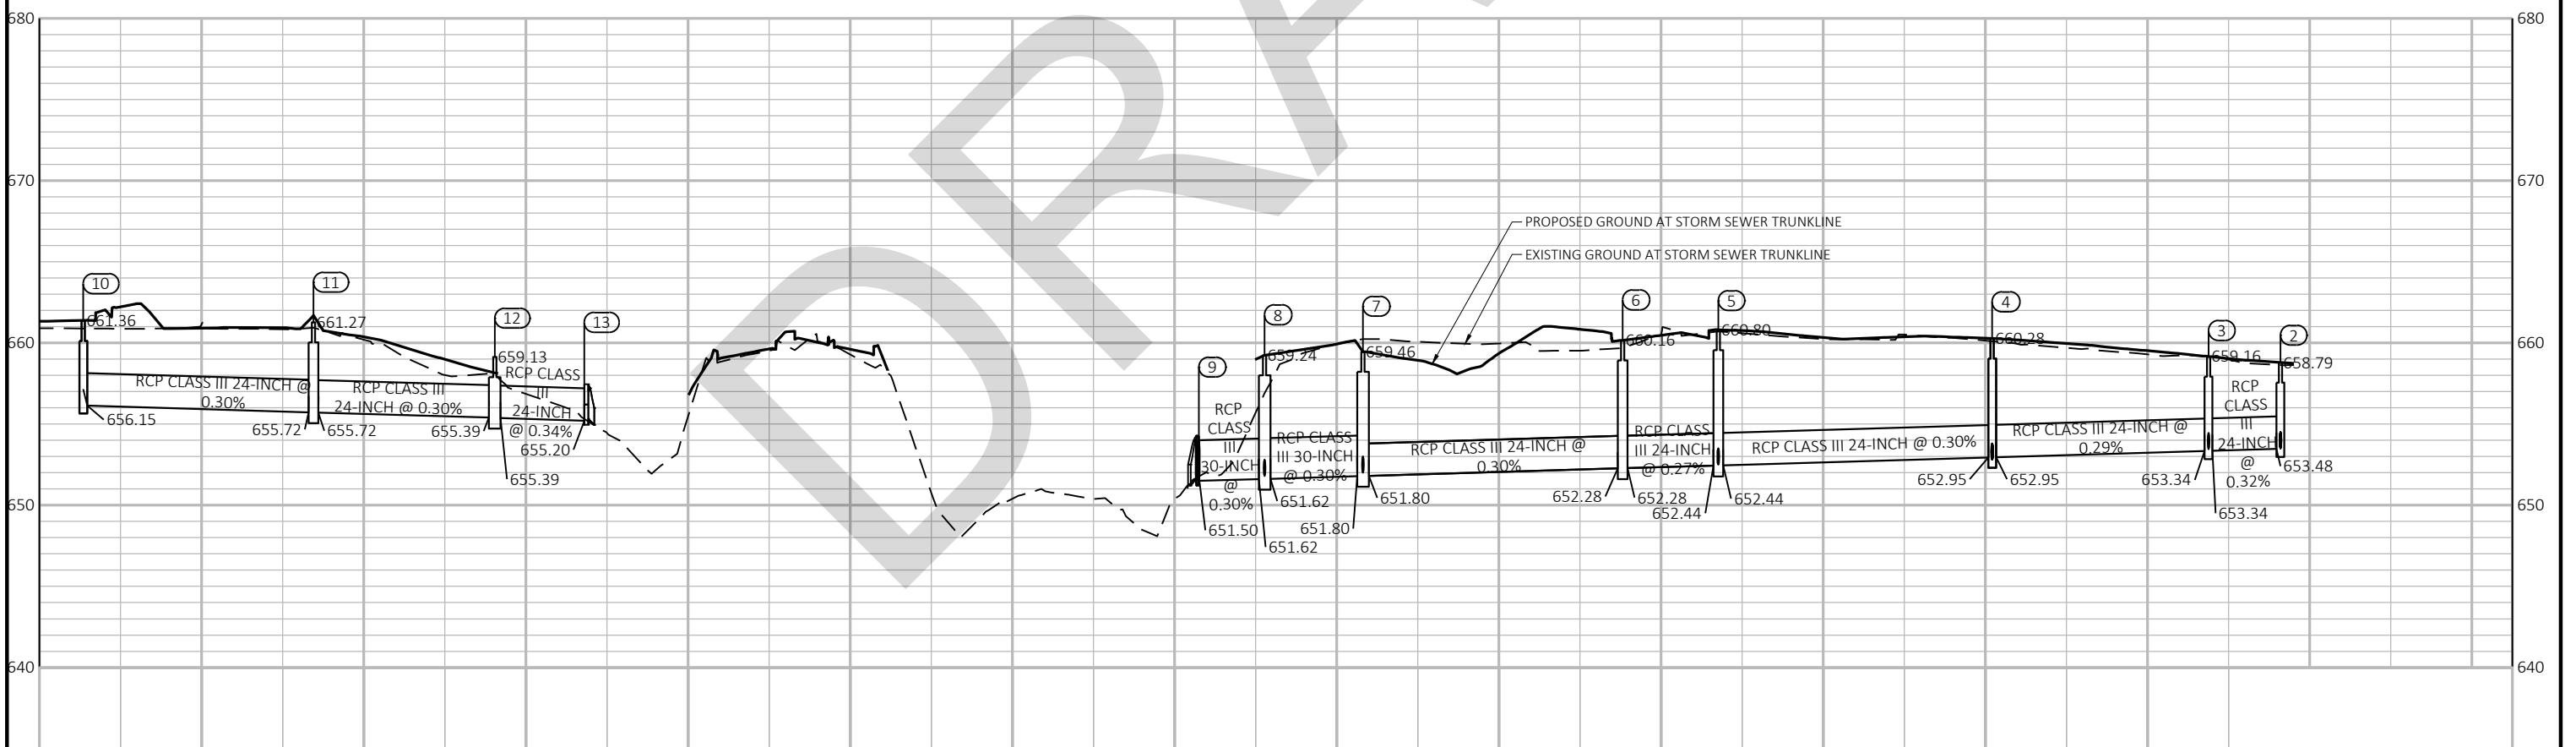 680
680
DRA
670
670
PROPOSED GROUND AT STORM SEWER TRUNKLINE
EXISTING GROUND AT STORM SEWER TRUNKLINE
10
661.36
11
661.27
12
659.13
13
RCP CLASS III 24-INCH @
0.30%
656.15
655.72
655.72
RCP CLASS III
24-INCH @ 0.30%
655.39
655.39
RCP CLASS
III
24-INCH
@ 0.34%
655.20
660
660
9
RCP
CLASS
III
30-INCH
@
0.30%
651.50
8
659.24
651.62
651.62
RCP CLASS
III 30-INCH
@ 0.30%
7
659.46
651.80
651.80
RCP CLASS III 24-INCH @
0.30%
6
660.16
652.28
652.28
RCP CLASS
III 24-INCH
@ 0.27%
5
660.80
652.44
652.44
RCP CLASS III 24-INCH @ 0.30%
4
660.28
652.95
652.95
RCP CLASS III 24-INCH @
0.29%
3
659.16
653.34
653.34
RCP
CLASS
III
24-INCH
@
0.32%
2
658.79
653.48
650
650
640
640